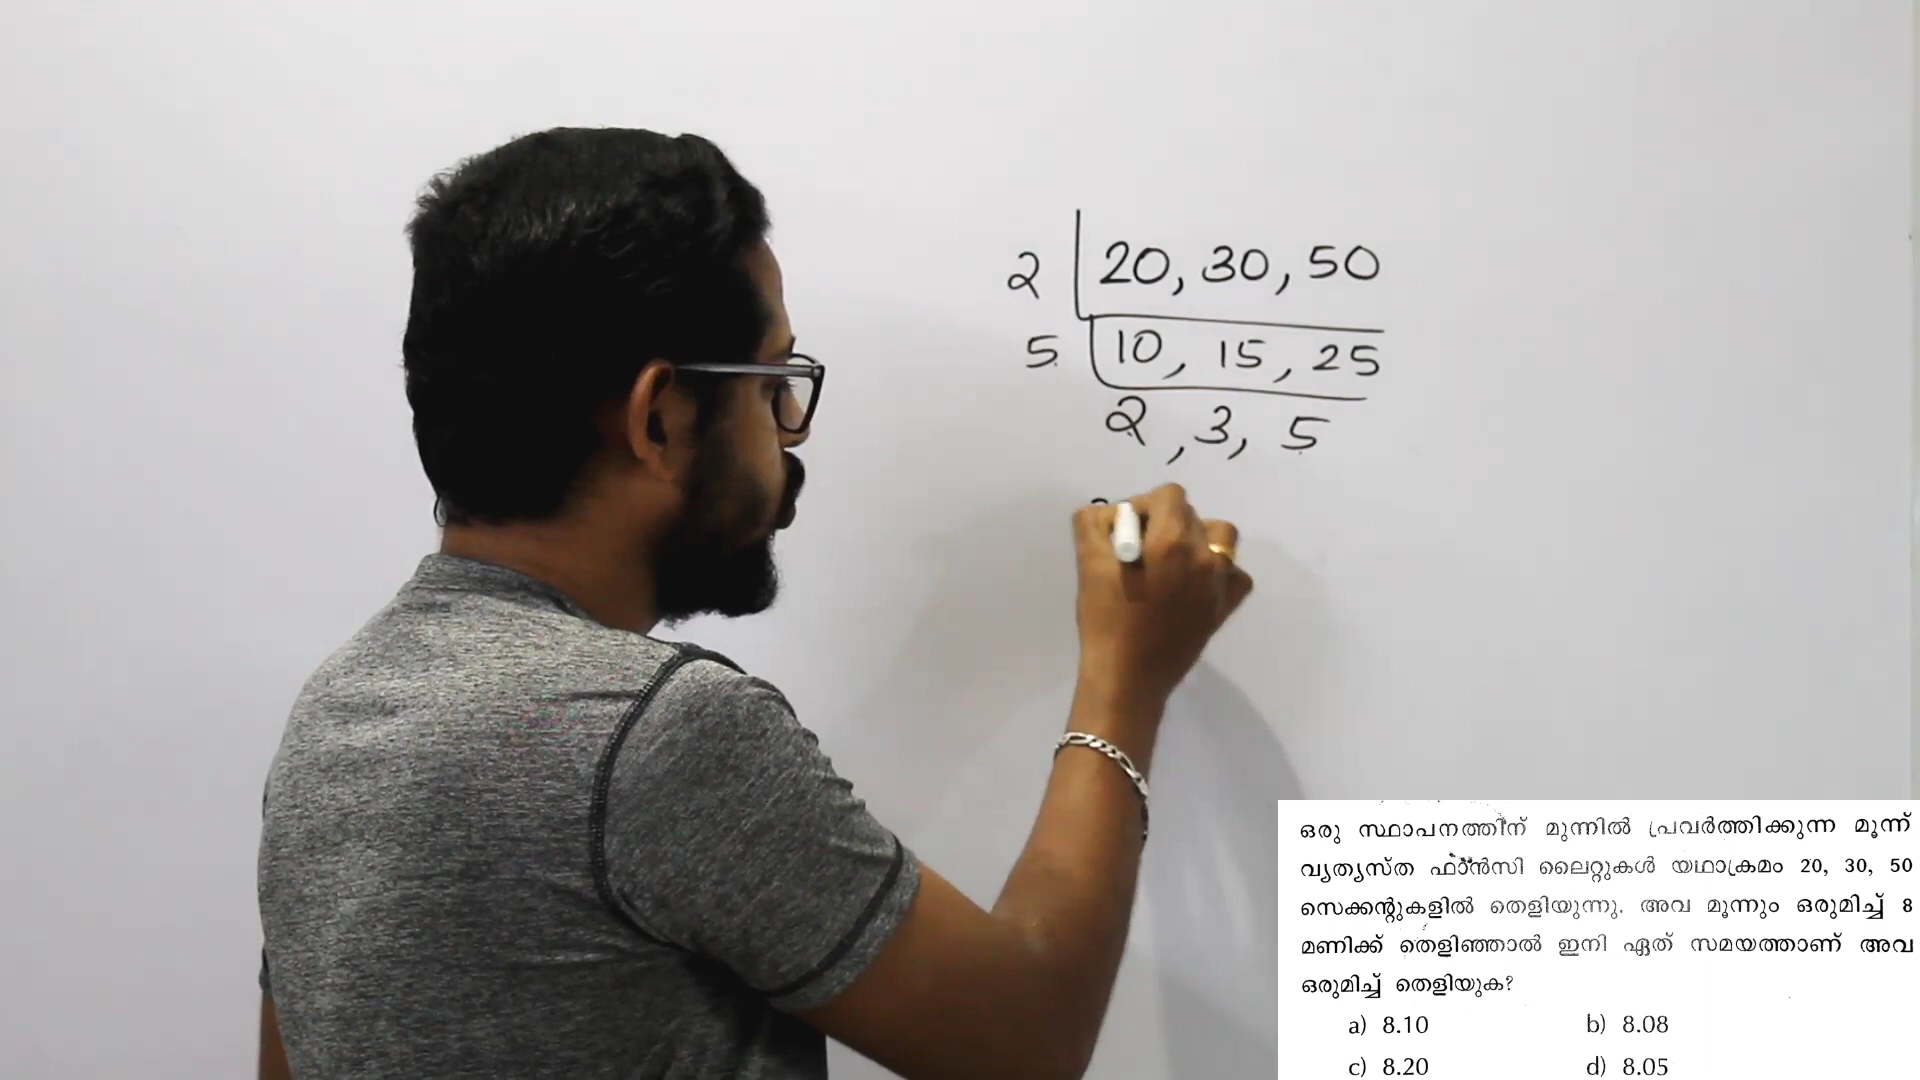 2 20, 30, 50
5 10, 15, 25
2, 3, 5
ഒരു സ്ഥാപനത്തിന് മുന്നിൽ പ്രവർത്തിക്കുന്ന മൂന്ന്
വ്യത്യസ്ത ഫാൻസി ലൈറ്റുകൾ യഥാക്രമം 20, 30, 50
സെക്കന്റുകളിൽ തെളിയുന്നു. അവ മൂന്നും ഒരുമിച്ച് 8
മണിക്ക് തെളിഞ്ഞാൽ ഇനി ഏത് സമയത്താണ് അവ
ഒരുമിച്ച് തെളിയുക?
a) 8.10 b) 8.08
c) 8.20 d) 8.05